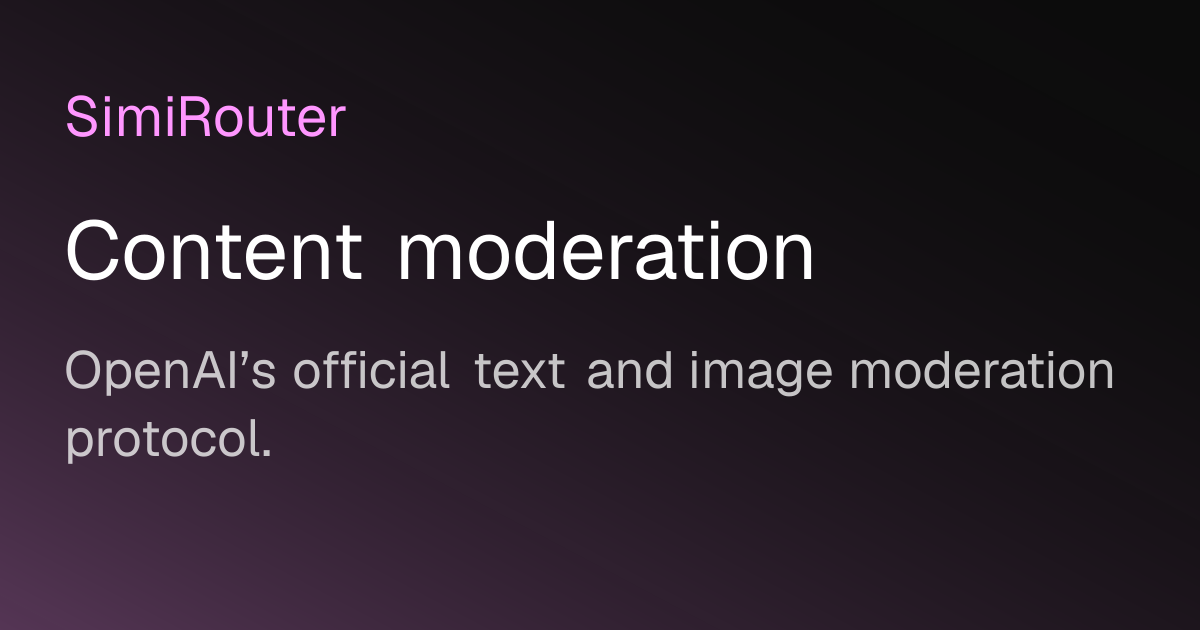 SimiRouter
Content moderation
OpenAI’s official text and image moderation
protocol.